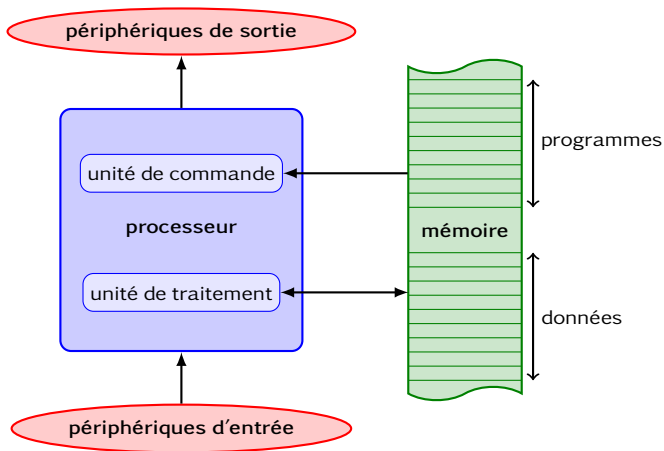 périphériques de sortie
programmes
unité de commande
processeur
mémoire
unité de traitement
données
périphériques d'entrée